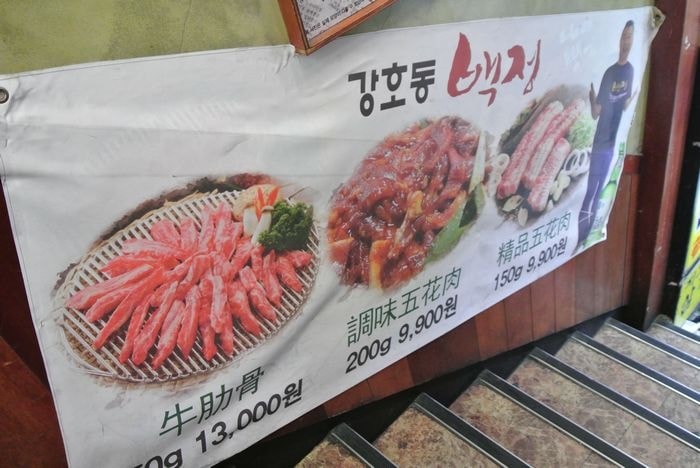 강호동 백정
牛肋骨
13,000원
調味五花肉
200g 9,900원
精品五花肉
150g 9,900원